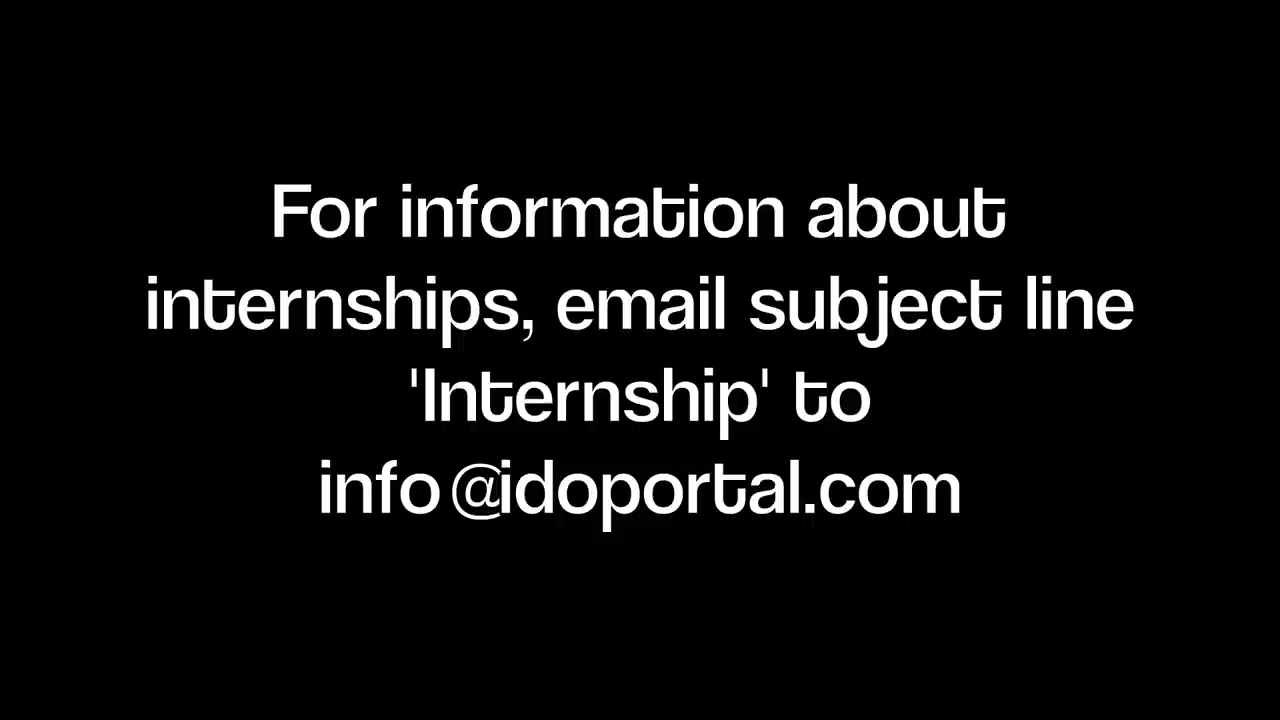 For information about
internships, email subject line
'Internship' to
info@idoportal.com